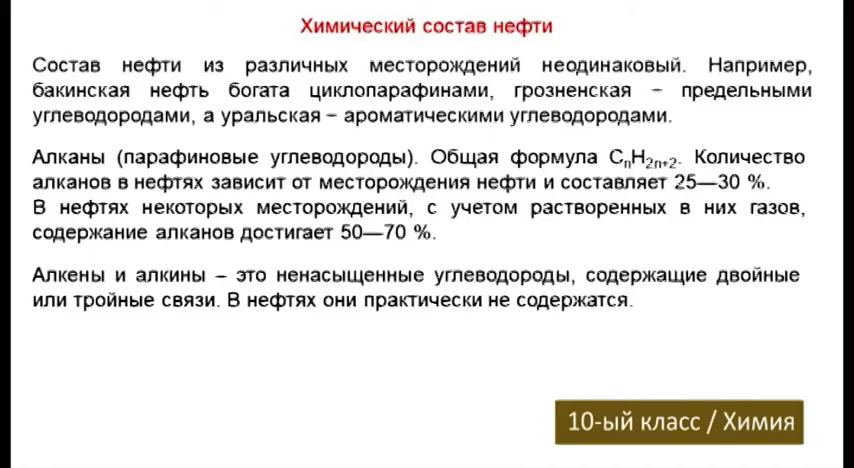 Химический состав нефти
Состав нефти из различных месторождений неодинаковый. Например,
бакинская нефть богата циклопарафинами, грозненская – предельными
углеводородами, а уральская – ароматическими углеводородами.
Алканы (парафиновые углеводороды). Общая формула CₙH₂ₙ₊₂. Количество
алканов в нефтях зависит от месторождения нефти и составляет 25—30 %.
В нефтях некоторых месторождений, с учетом растворенных в них газов,
содержание алканов достигает 50—70 %.
Алкены и алкины – это ненасыщенные углеводороды, содержащие двойные
или тройные связи. В нефтях они практически не содержатся.
10-ый класс / Химия